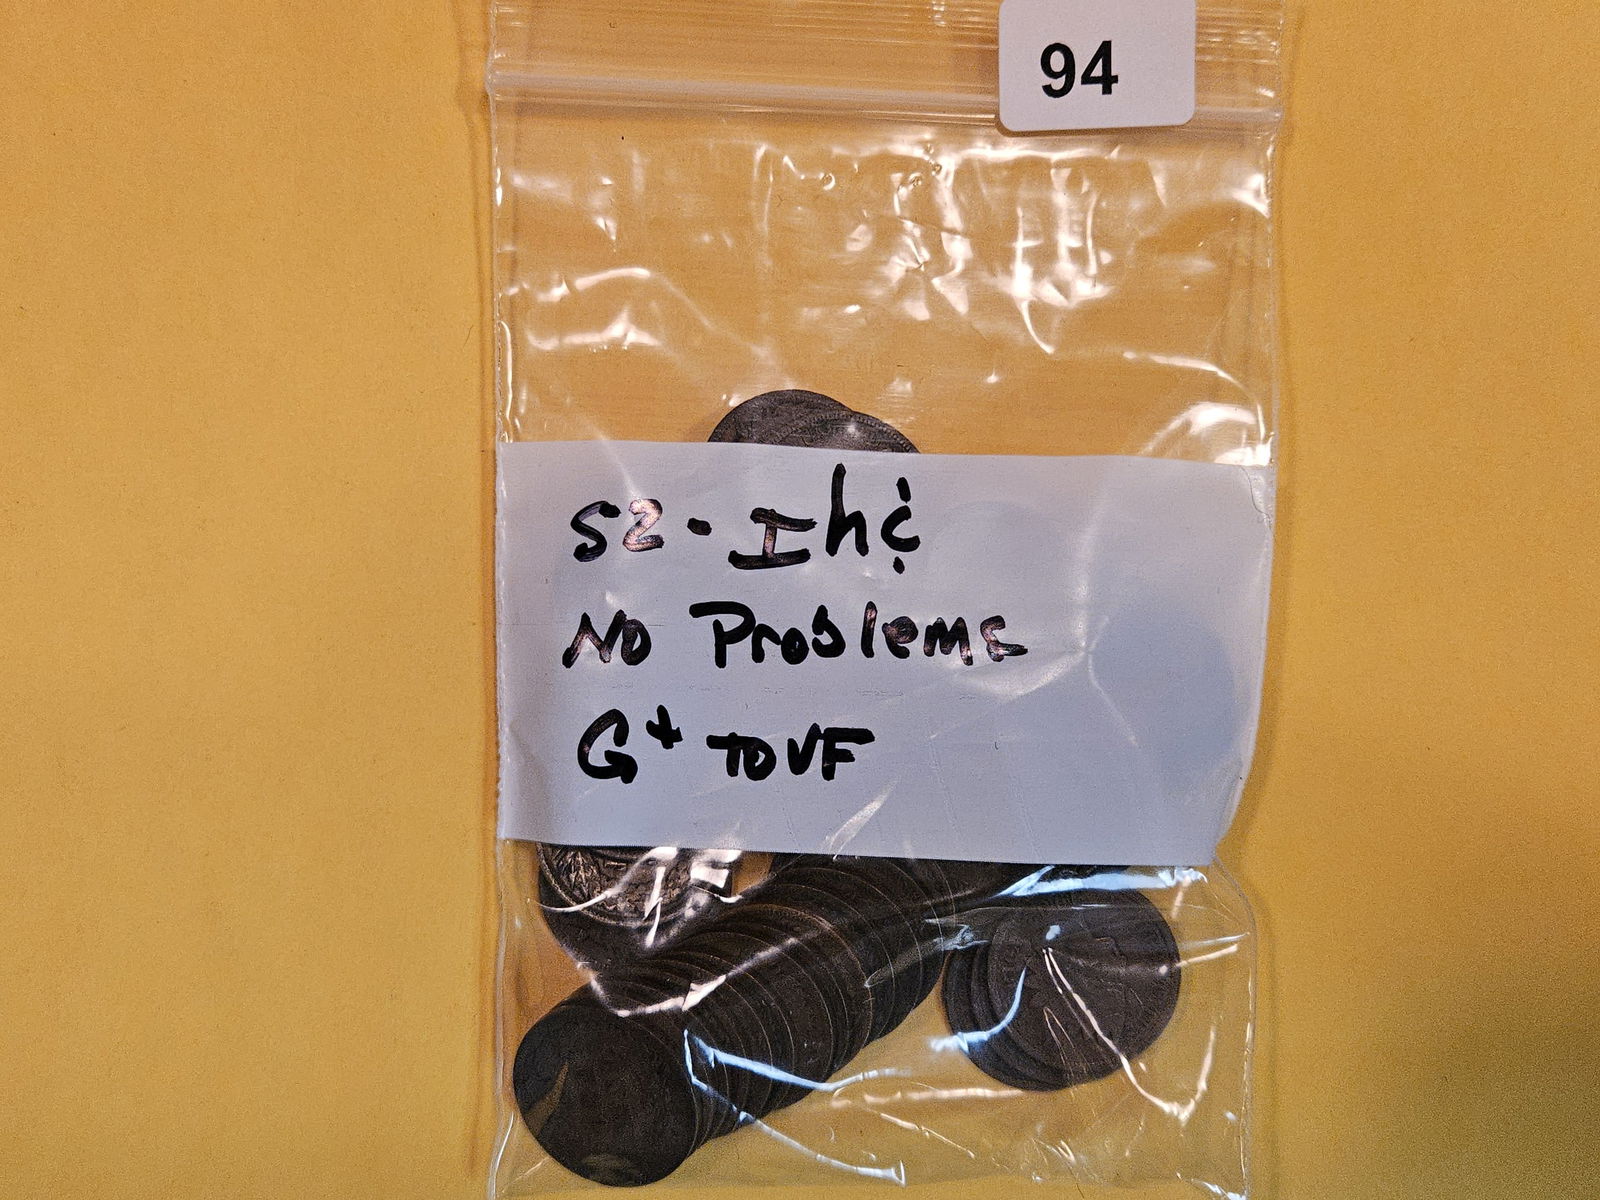 94
52 - Ih¢
No Problems
G+ TO VF